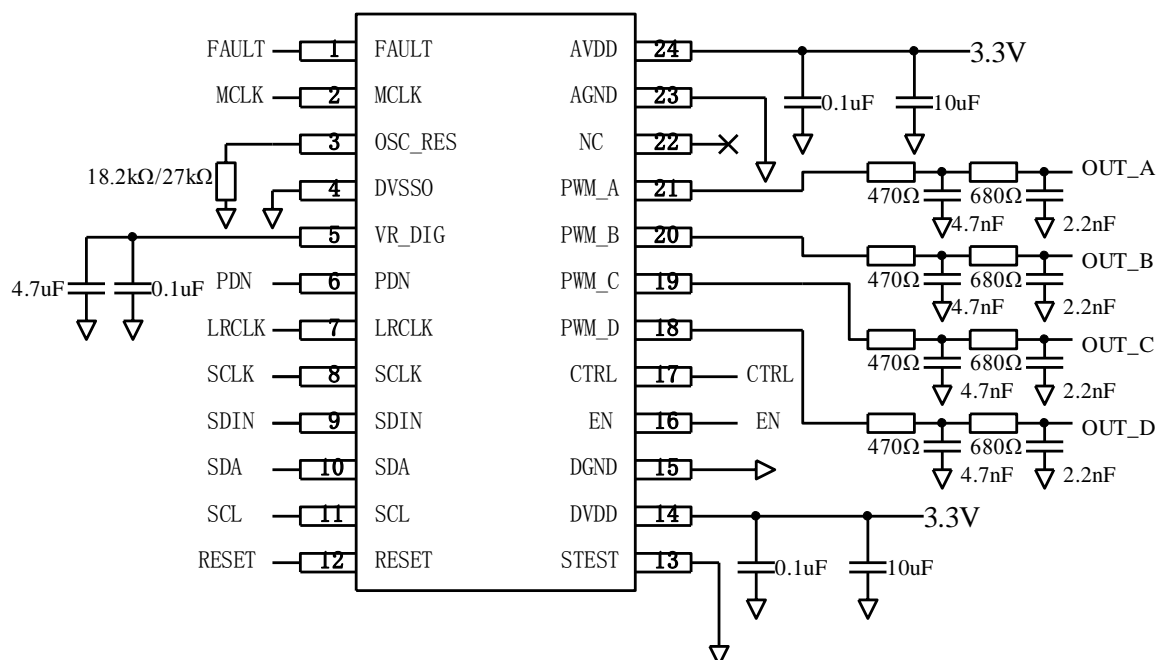 FAULT 1 FAULT AVDD 24 3.3V
0.1uF 10uF
MCLK 2 MCLK AGND 23
OSC_RES 3 NC 22
18.2kΩ/27kΩ
4 DVSSO PWM_A 21 470Ω 680Ω OUT_A
4.7nF 2.2nF
5 VR_DIG PWM_B 20 470Ω 680Ω OUT_B
4.7nF 2.2nF
4.7uF 0.1uF
PDN 6 PDN PWM_C 19 470Ω 680Ω OUT_C
4.7nF 2.2nF
LRCLK 7 LRCLK PWM_D 18 470Ω 680Ω OUT_D
4.7nF 2.2nF
SCLK 8 SCLK CTRL 17 CTRL
SDIN 9 SDIN EN 16 EN
SDA 10 SDA DGND 15
SCL 11 SCL DVDD 14 3.3V
0.1uF 10uF
RESET 12 RESET STEST 13